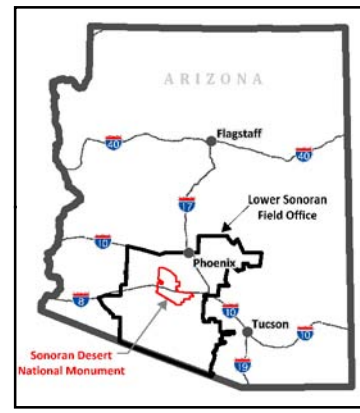 ARIZONA
40
Flagstaff
40
17
Lower Sonoran
Field Office
10
Phoenix
8
10
Tucson
10
Sonoran Desert
National Monument
19